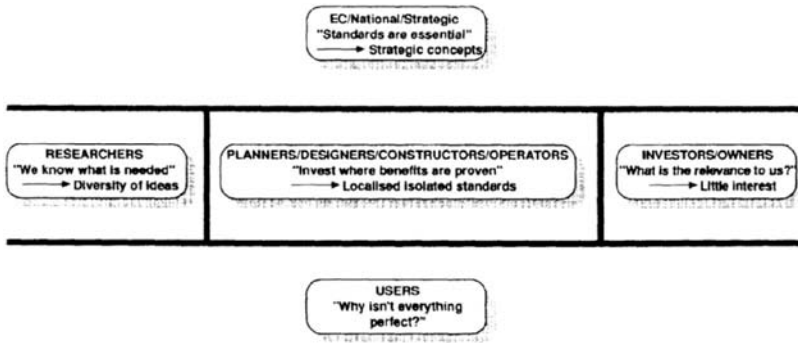 EC/National/Strategic
"Standards are essential"
Strategic concepts
RESEARCHERS
"We know what is needed"
Diversity of ideas
PLANNERS/DESIGNERS/CONSTRUCTORS/OPERATORS
"Invest where benefits are proven"
Localised isolated standards
INVESTORS/OWNERS
"What is the relevance to us?"
Little interest
USERS
"Why isn't everything
perfect?"